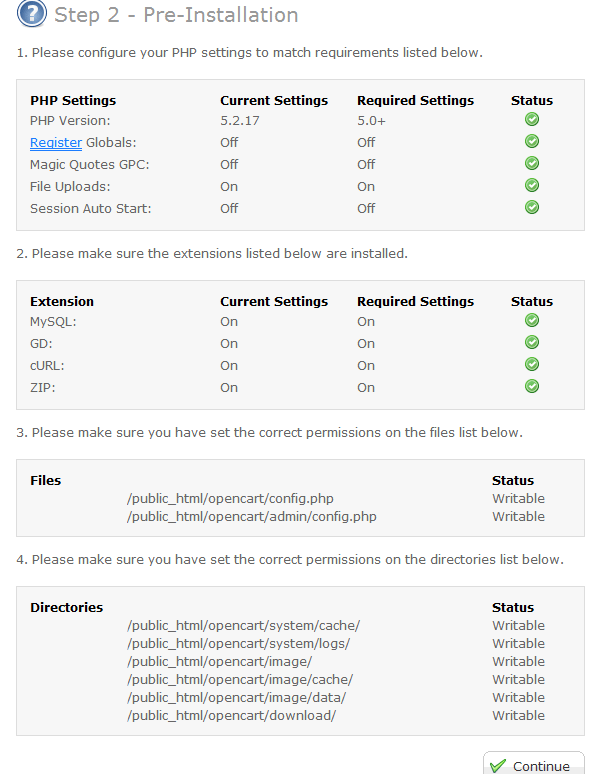 ? Step 2 - Pre-Installation
1. Please configure your PHP settings to match requirements listed below.
PHP Settings Current Settings Required Settings Status
PHP Version: 5.2.17 5.0+
Register Globals: Off Off
Magic Quotes GPC: Off Off
File Uploads: On On
Session Auto Start: Off Off
2. Please make sure the extensions listed below are installed.
Extension Current Settings Required Settings Status
MySQL: On On
GD: On On
cURL: On On
ZIP: On On
3. Please make sure you have set the correct permissions on the files list below.
Files Status
/public_html/opencart/config.php Writable
/public_html/opencart/admin/config.php Writable
4. Please make sure you have set the correct permissions on the directories list below.
Directories Status
/public_html/opencart/system/cache/ Writable
/public_html/opencart/system/logs/ Writable
/public_html/opencart/image/ Writable
/public_html/opencart/image/cache/ Writable
/public_html/opencart/image/data/ Writable
/public_html/opencart/download/ Writable
Continue